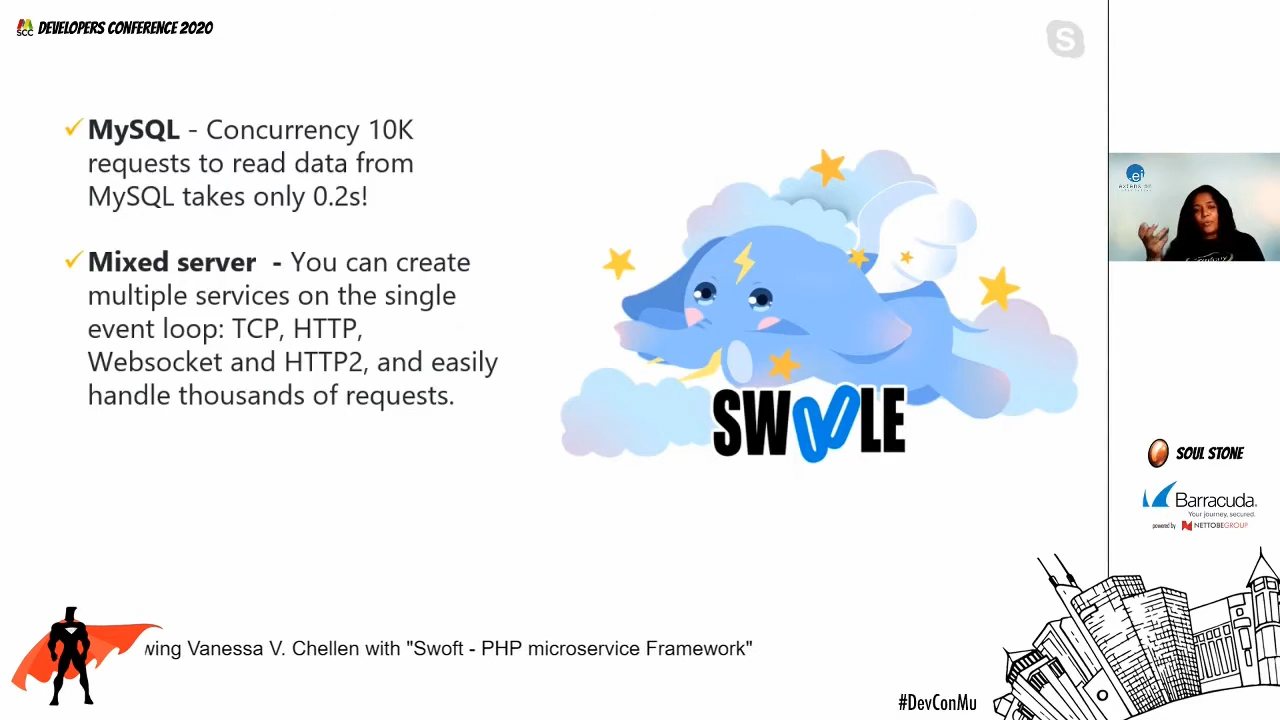 SCC DEVELOPERS CONFERENCE 2020
S
✓MySQL - Concurrency 10K
requests to read data from
MySQL takes only 0.2s!
✓Mixed server - You can create
multiple services on the single
event loop: TCP, HTTP,
Websocket and HTTP2, and easily
handle thousands of requests.
SWOOLE
.ei
SOUL STONE
Barracuda.
Your journey, secured.
powered by NETTOBEGROUP
wing Vanessa V. Chellen with "Swoft - PHP microservice Framework"
#DevConMu